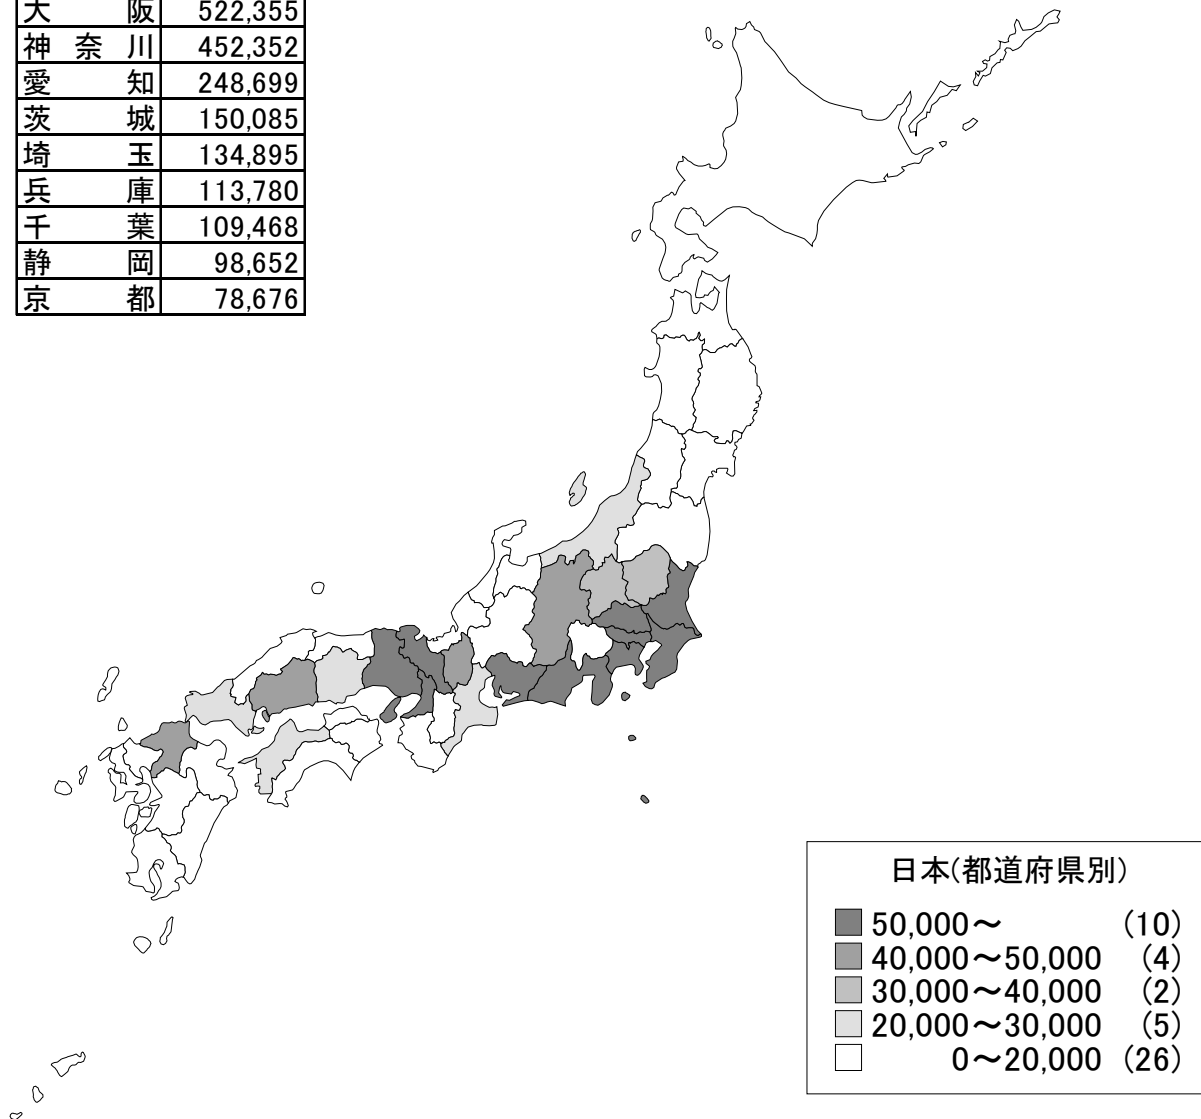 大阪 522,355
神奈川 452,352
愛知 248,699
茨城 150,085
埼玉 134,895
兵庫 113,780
千葉 109,468
静岡 98,652
京都 78,676
日本(都道府県別)
50,000～ (10)
40,000～50,000 (4)
30,000～40,000 (2)
20,000～30,000 (5)
0～20,000 (26)